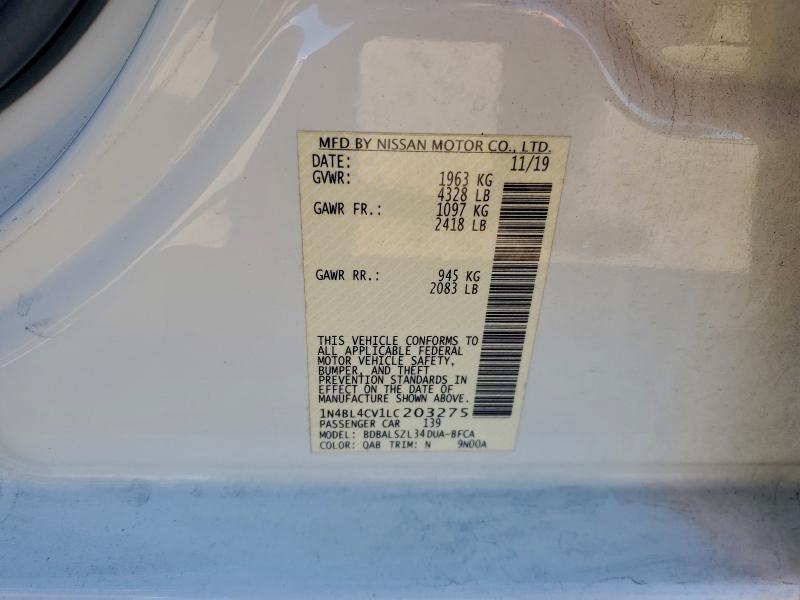 MFD BY NISSAN MOTOR CO., LTD.
DATE: 11/19
GVWR: 1963 KG
4328 LB
GAWR FR.: 1097 KG
2418 LB
GAWR RR.: 945 KG
2083 LB
THIS VEHICLE CONFORMS TO
ALL APPLICABLE FEDERAL
MOTOR VEHICLE SAFETY,
BUMPER, AND THEFT
PREVENTION STANDARDS IN
EFFECT ON THE DATE OF
MANUFACTURE SHOWN ABOVE.
1N4BL4CV1LC203275
PASSENGER CAR 139
MODEL: BDBALSZL34DUA-8FCA
COLOR: QAB TRIM: N 9N00A